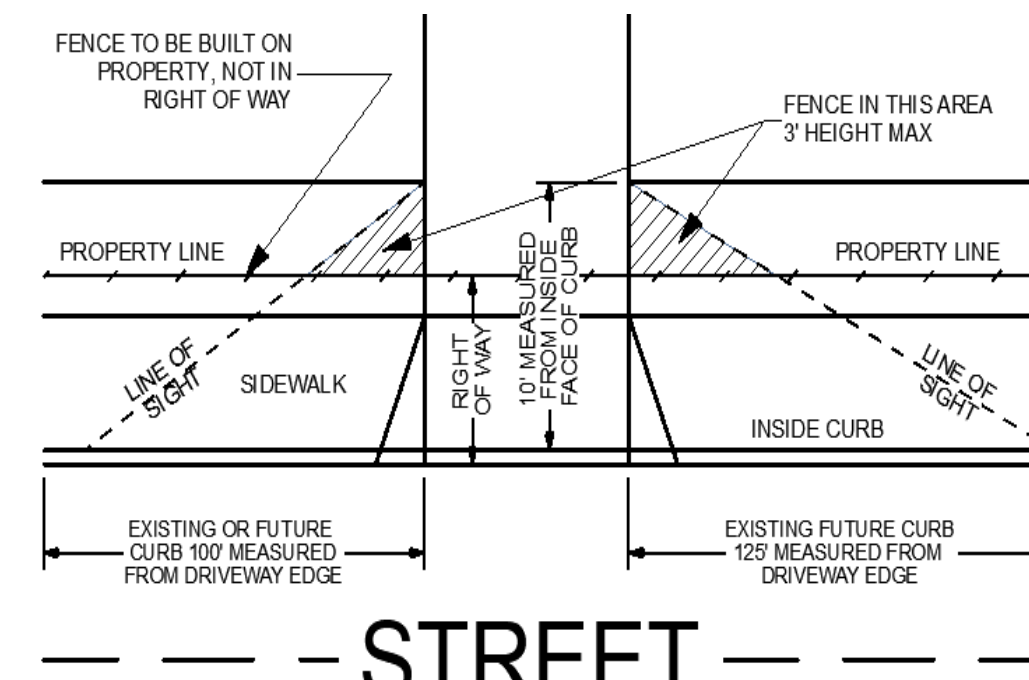 FENCE TO BE BUILT ON
PROPERTY, NOT IN
RIGHT OF WAY
FENCE IN THIS AREA
3' HEIGHT MAX
PROPERTY LINE
10' MEASURED
FROM INSIDE
FACE OF CURB
PROPERTY LINE
RIGHT
OF WAY
LINE OF
SIGHT
SIDEWALK
LINE OF
SIGHT
INSIDE CURB
EXISTING OR FUTURE
CURB 100' MEASURED
FROM DRIVEWAY EDGE
EXISTING FUTURE CURB
125' MEASURED FROM
DRIVEWAY EDGE
STREET